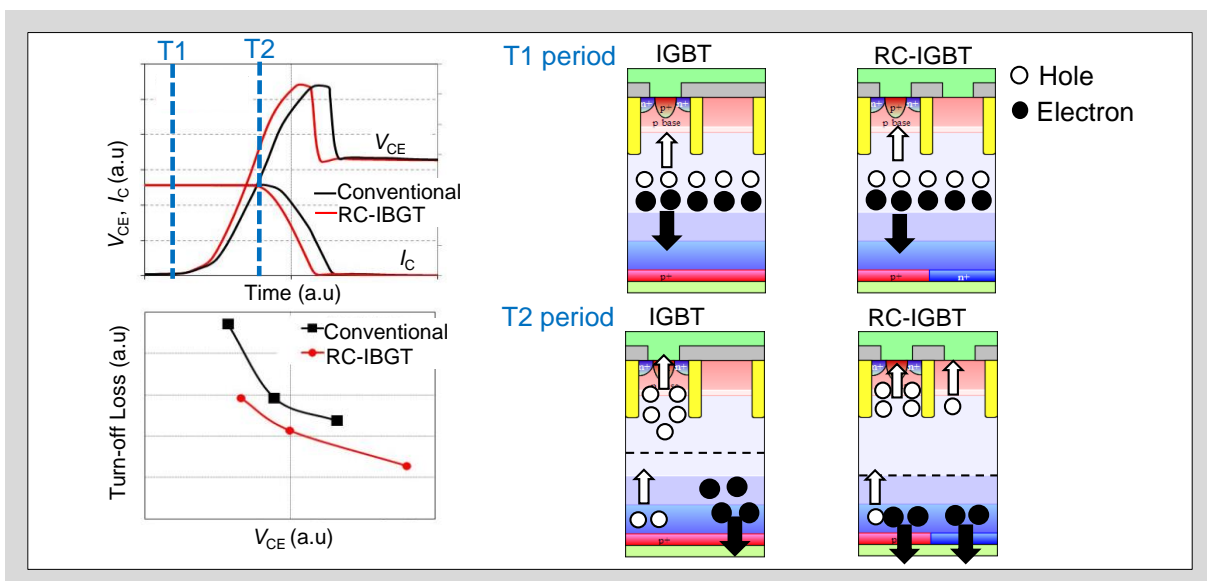 T1
T2
V_CE, I_C (a.u)
V_CE
Conventional
RC-IBGT
I_C
Time (a.u)
Turn-off Loss (a.u)
Conventional
RC-IBGT
V_CE (a.u)
T1 period
IGBT
RC-IGBT
Hole
Electron
n+ p+ n+
p base
p+
n+ p+ n+
p base
p+ n+
T2 period
IGBT
RC-IGBT
n+ n+
p+
n+ n+